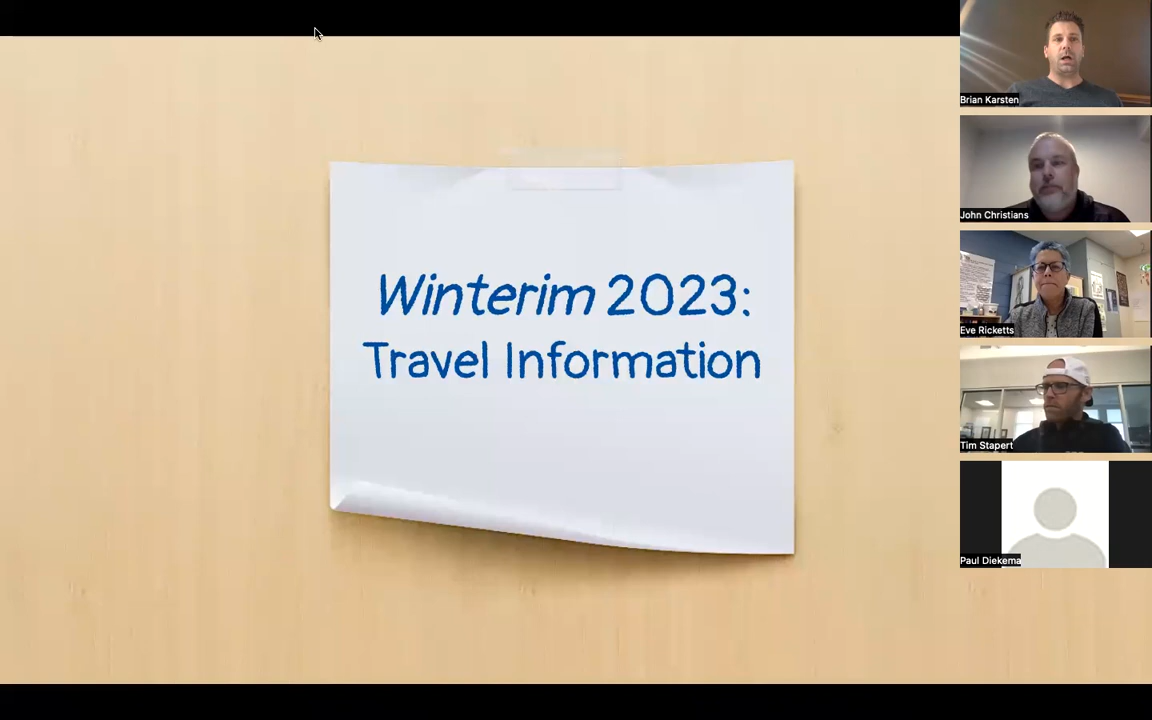 Winterim 2023:
Travel Information
Brian Karsten
John Christians
Eve Ricketts
Tim Stapert
Paul Diekema